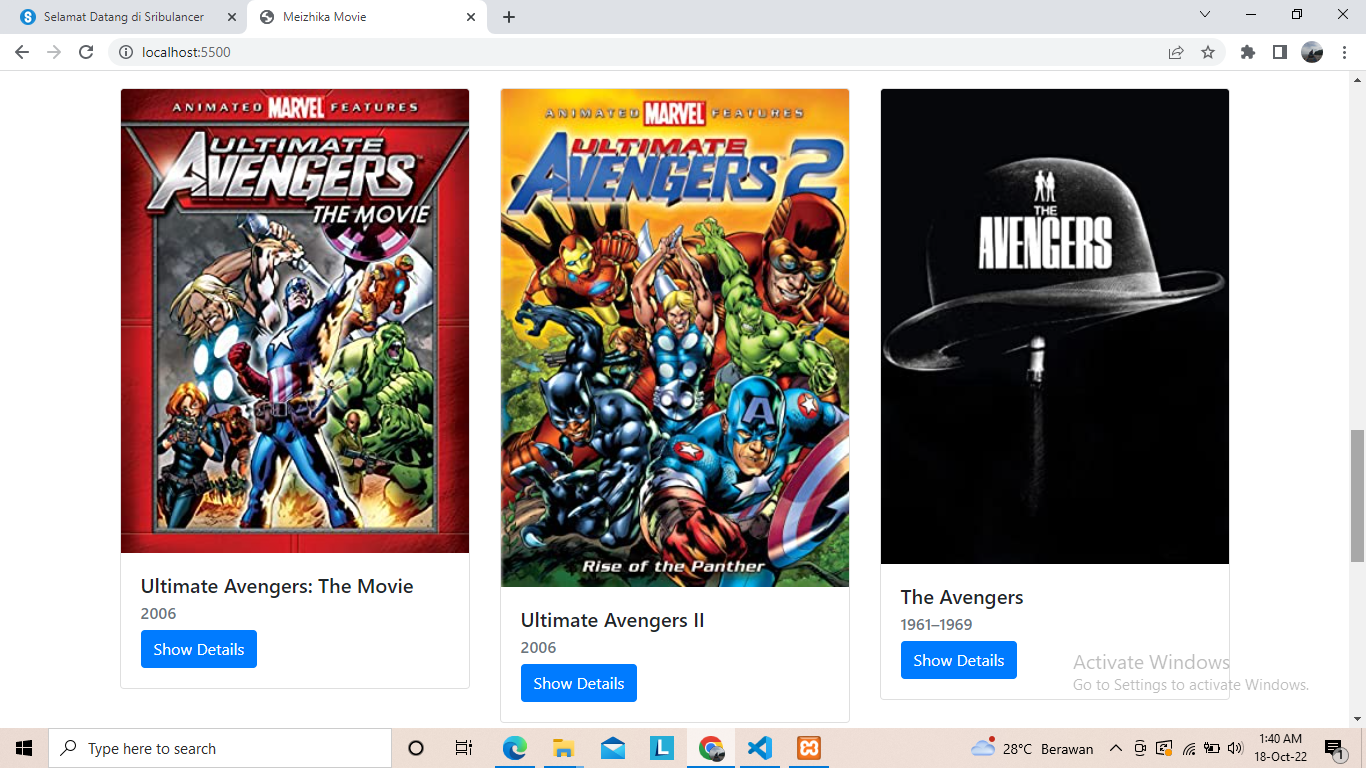 Selamat Datang di Sribulancer
Meizhika Movie
localhost:5500
ANIMATED MARVEL FEATURES
ULTIMATE
AVENGERS
THE MOVIE
Ultimate Avengers: The Movie
2006
Show Details
ANIMATED MARVEL FEATURES
ULTIMATE
AVENGERS 2
A
Rise of the Panther
Ultimate Avengers II
2006
Show Details
THE
AVENGERS
The Avengers
1961–1969
Show Details
Activate Windows
Go to Settings to activate Windows.
Type here to search
L
28°C Berawan
1:40 AM
18-Oct-22
1